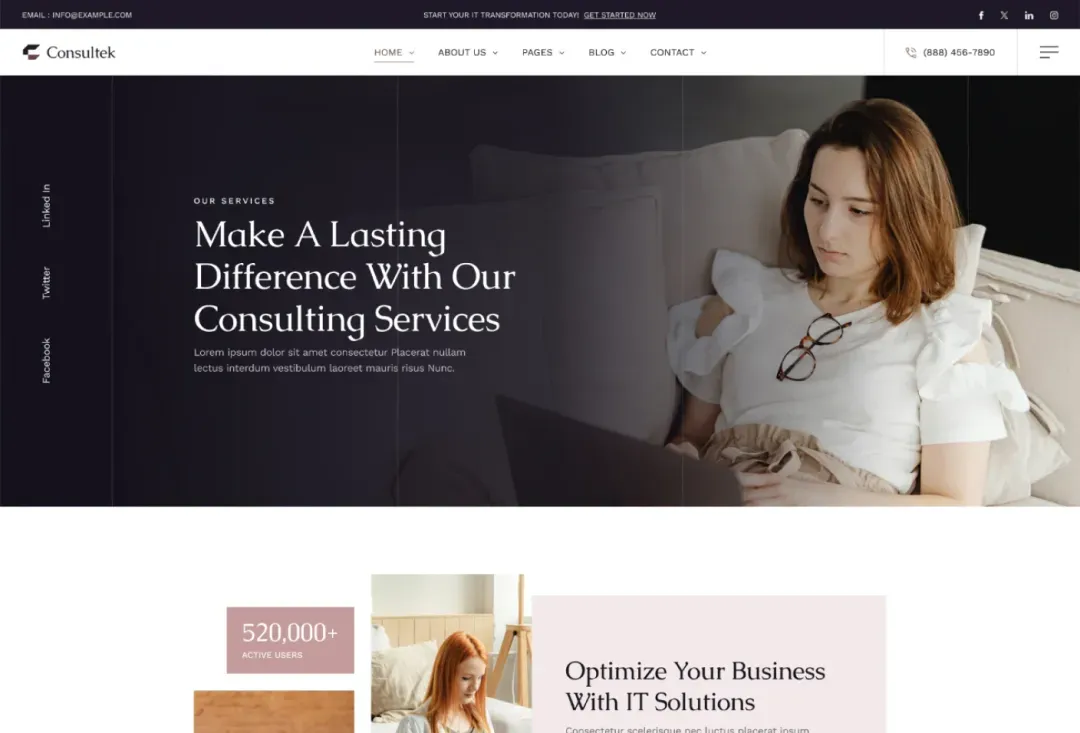 EMAIL : INFO@EXAMPLE.COM
START YOUR IT TRANSFORMATION TODAY! GET STARTED NOW
Consultek
HOME
ABOUT US
PAGES
BLOG
CONTACT
(888) 456-7890
Linked In
Twitter
Facebook
OUR SERVICES
Make A Lasting
Difference With Our
Consulting Services
Lorem ipsum dolor sit amet consectetur Placerat nullam
lectus interdum vestibulum laoreet mauris risus Nunc.
520,000+
ACTIVE USERS
Optimize Your Business
With IT Solutions
Consectetur scelerisque nec luctus placerat ipsum